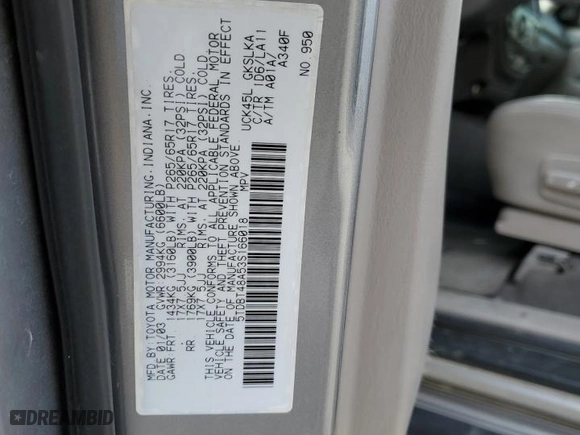 MFD BY: TOYOTA MOTOR MANUFACTURING, INDIANA, INC.
DATE 01/03 GVWR 2994KG (6600LB)
GAWR FRT 1434KG (3160LB) WITH P265/65R17 TIRES,
17X7.5JJ RIMS, AT 220KPA (32PSI) COLD
RR 1769KG (3900LB) WITH P265/65R17 TIRES,
17X7.5JJ RIMS, AT 220KPA (32PSI) COLD
THIS VEHICLE CONFORMS TO ALL APPLICABLE FEDERAL MOTOR
VEHICLE SAFETY AND THEFT PREVENTION STANDARDS IN EFFECT
ON THE DATE OF MANUFACTURE SHOWN ABOVE.
5TDBT48A53S166018 MPV
UCK45L GKSLKA
C/TR 1D6/LA11
A/TM A01A/
A340F
NO 950
DREAMBID